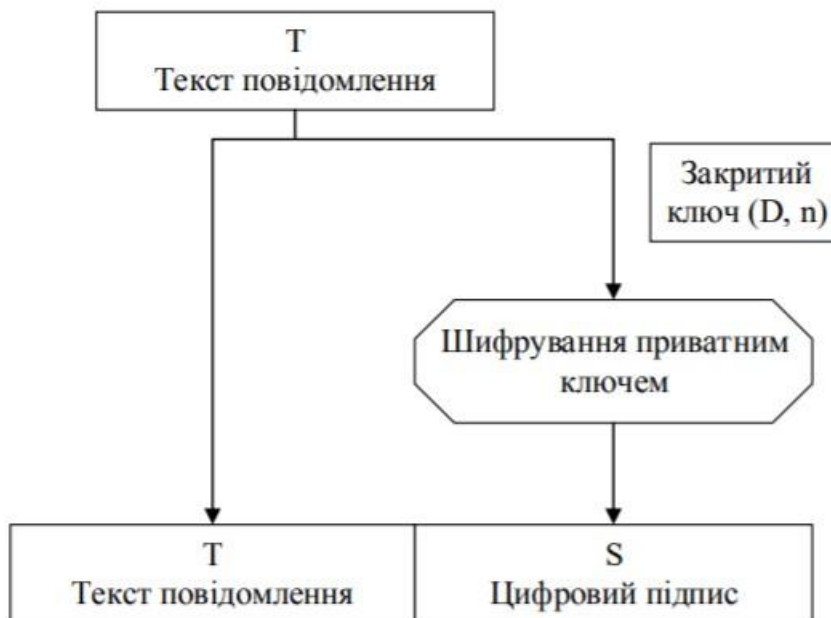 Т
Текст повідомлення
Закритий
ключ (D, n)
Шифрування приватним
ключем
Т
Текст повідомлення
S
Цифровий підпис